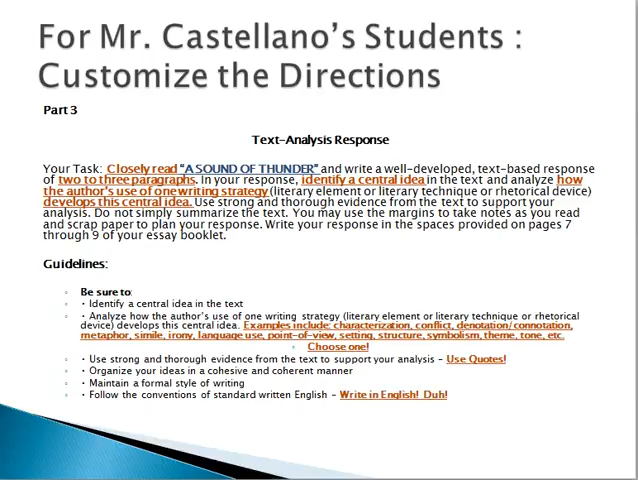 For Mr. Castellano's Students :
Customize the Directions
Part 3
Text-Analysis Response
Your Task: Closely read "A SOUND OF THUNDER" and write a well-developed, text-based response
of two to three paragraphs. In your response, identify a central idea in the text and analyze how
the author's use of one writing strategy (literary element or literary technique or rhetorical device)
develops this central idea. Use strong and thorough evidence from the text to support your
analysis. Do not simply summarize the text. You may use the margins to take notes as you read
and scrap paper to plan your response. Write your response in the spaces provided on pages 7
through 9 of your essay booklet.
Guidelines:
◦ Be sure to:
◦ • Identify a central idea in the text
◦ • Analyze how the author's use of one writing strategy (literary element or literary technique or rhetorical
device) develops this central idea. Examples include: characterization, conflict, denotation/connotation,
metaphor, simile, irony, language use, point-of-view, setting, structure, symbolism, theme, tone, etc.
◦ Choose one!
◦ • Use strong and thorough evidence from the text to support your analysis – Use Quotes!
◦ • Organize your ideas in a cohesive and coherent manner
◦ • Maintain a formal style of writing
◦ • Follow the conventions of standard written English – Write in English! Duh!